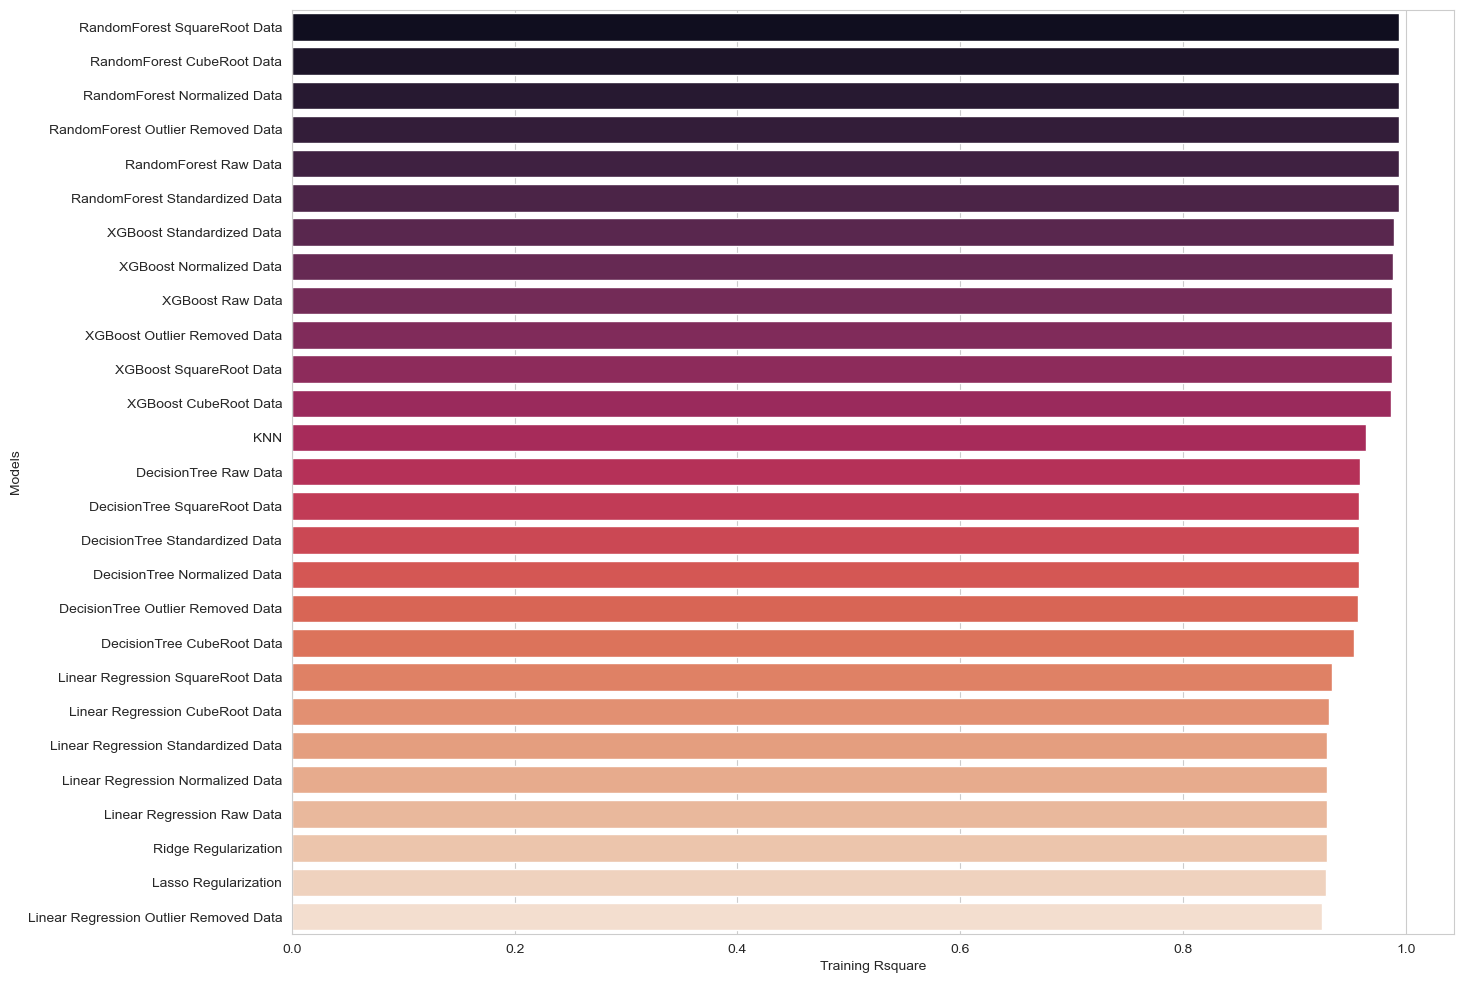 RandomForest SquareRoot Data
RandomForest CubeRoot Data
RandomForest Normalized Data
RandomForest Outlier Removed Data
RandomForest Raw Data
RandomForest Standardized Data
XGBoost Standardized Data
XGBoost Normalized Data
XGBoost Raw Data
XGBoost Outlier Removed Data
XGBoost SquareRoot Data
XGBoost CubeRoot Data
KNN
DecisionTree Raw Data
DecisionTree SquareRoot Data
DecisionTree Standardized Data
DecisionTree Normalized Data
DecisionTree Outlier Removed Data
DecisionTree CubeRoot Data
Linear Regression SquareRoot Data
Linear Regression CubeRoot Data
Linear Regression Standardized Data
Linear Regression Normalized Data
Linear Regression Raw Data
Ridge Regularization
Lasso Regularization
Linear Regression Outlier Removed Data
Models
0.0 0.2 0.4 0.6 0.8 1.0
Training Rsquare